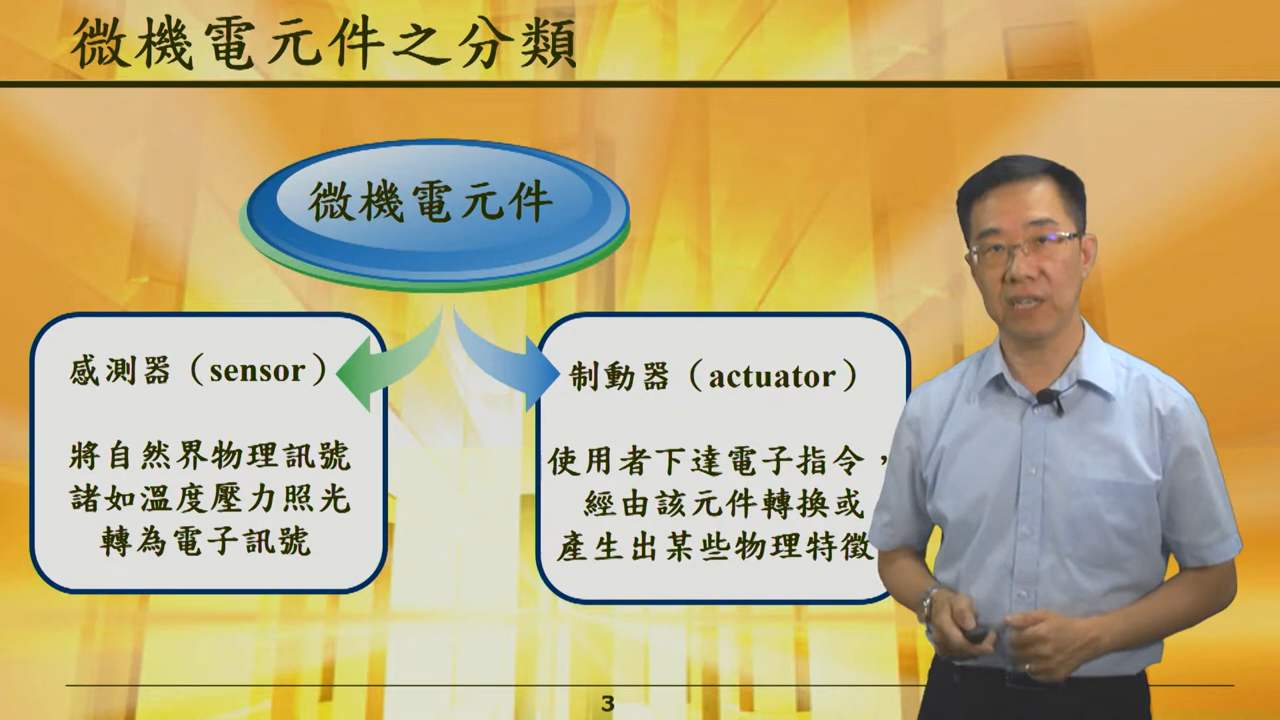 微機電元件之分類
微機電元件
感測器（sensor）
將自然界物理訊號
諸如溫度壓力照光
轉為電子訊號
制動器（actuator）
使用者下達電子指令，
經由該元件轉換或
產生出某些物理特徵
3